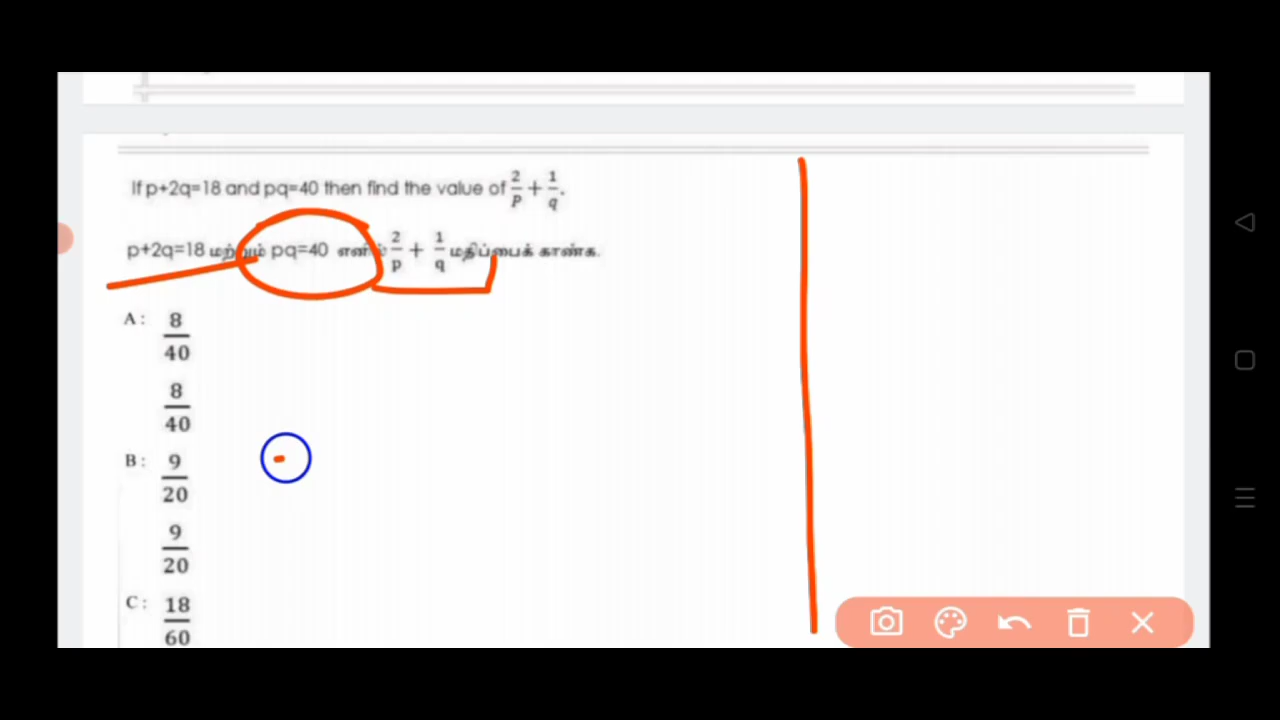 If p+2q=18 and pq=40 then find the value of 2/p + 1/q.
p+2q=18 மற்றும் pq=40 எனில் 2/p + 1/q மதிப்பைக் காண்க.
A: 8/40
8/40
B: 9/20
9/20
C: 18/60